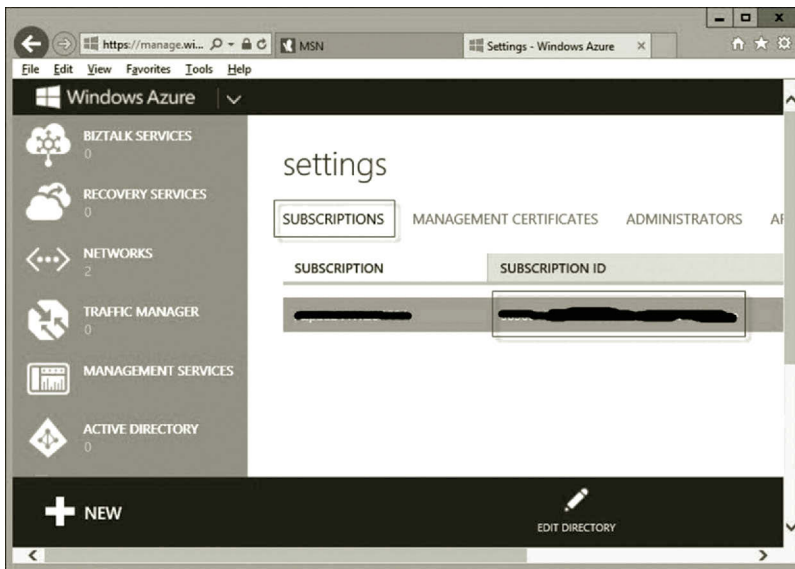 https://manage.wi...
MSN
Settings - Windows Azure
File Edit View Favorites Tools Help
Windows Azure
BIZTALK SERVICES
0
RECOVERY SERVICES
0
NETWORKS
2
TRAFFIC MANAGER
0
MANAGEMENT SERVICES
ACTIVE DIRECTORY
0
settings
SUBSCRIPTIONS MANAGEMENT CERTIFICATES ADMINISTRATORS
SUBSCRIPTION SUBSCRIPTION ID
NEW
EDIT DIRECTORY